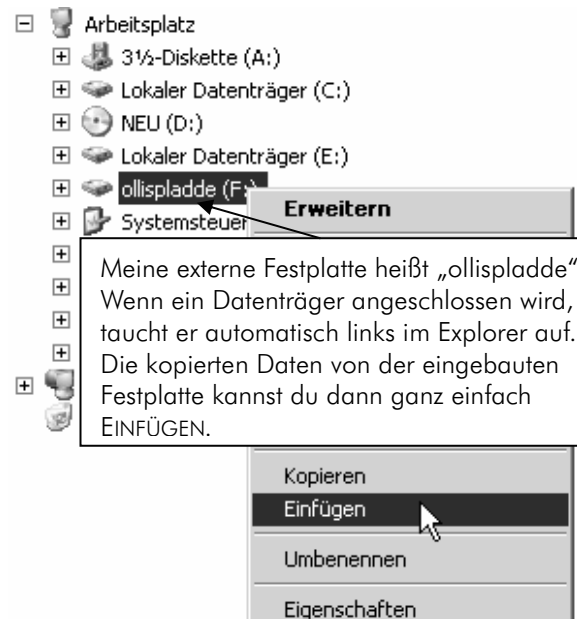 Arbeitsplatz
3½-Diskette (A:)
Lokaler Datenträger (C:)
NEU (D:)
Lokaler Datenträger (E:)
ollispladde (F:)
Erweitern
Systemsteuer
Meine externe Festplatte heißt „ollispladde“
Wenn ein Datenträger angeschlossen wird,
taucht er automatisch links im Explorer auf.
Die kopierten Daten von der eingebauten
Festplatte kannst du dann ganz einfach
EINFÜGEN.
Kopieren
Einfügen
Umbenennen
Eigenschaften